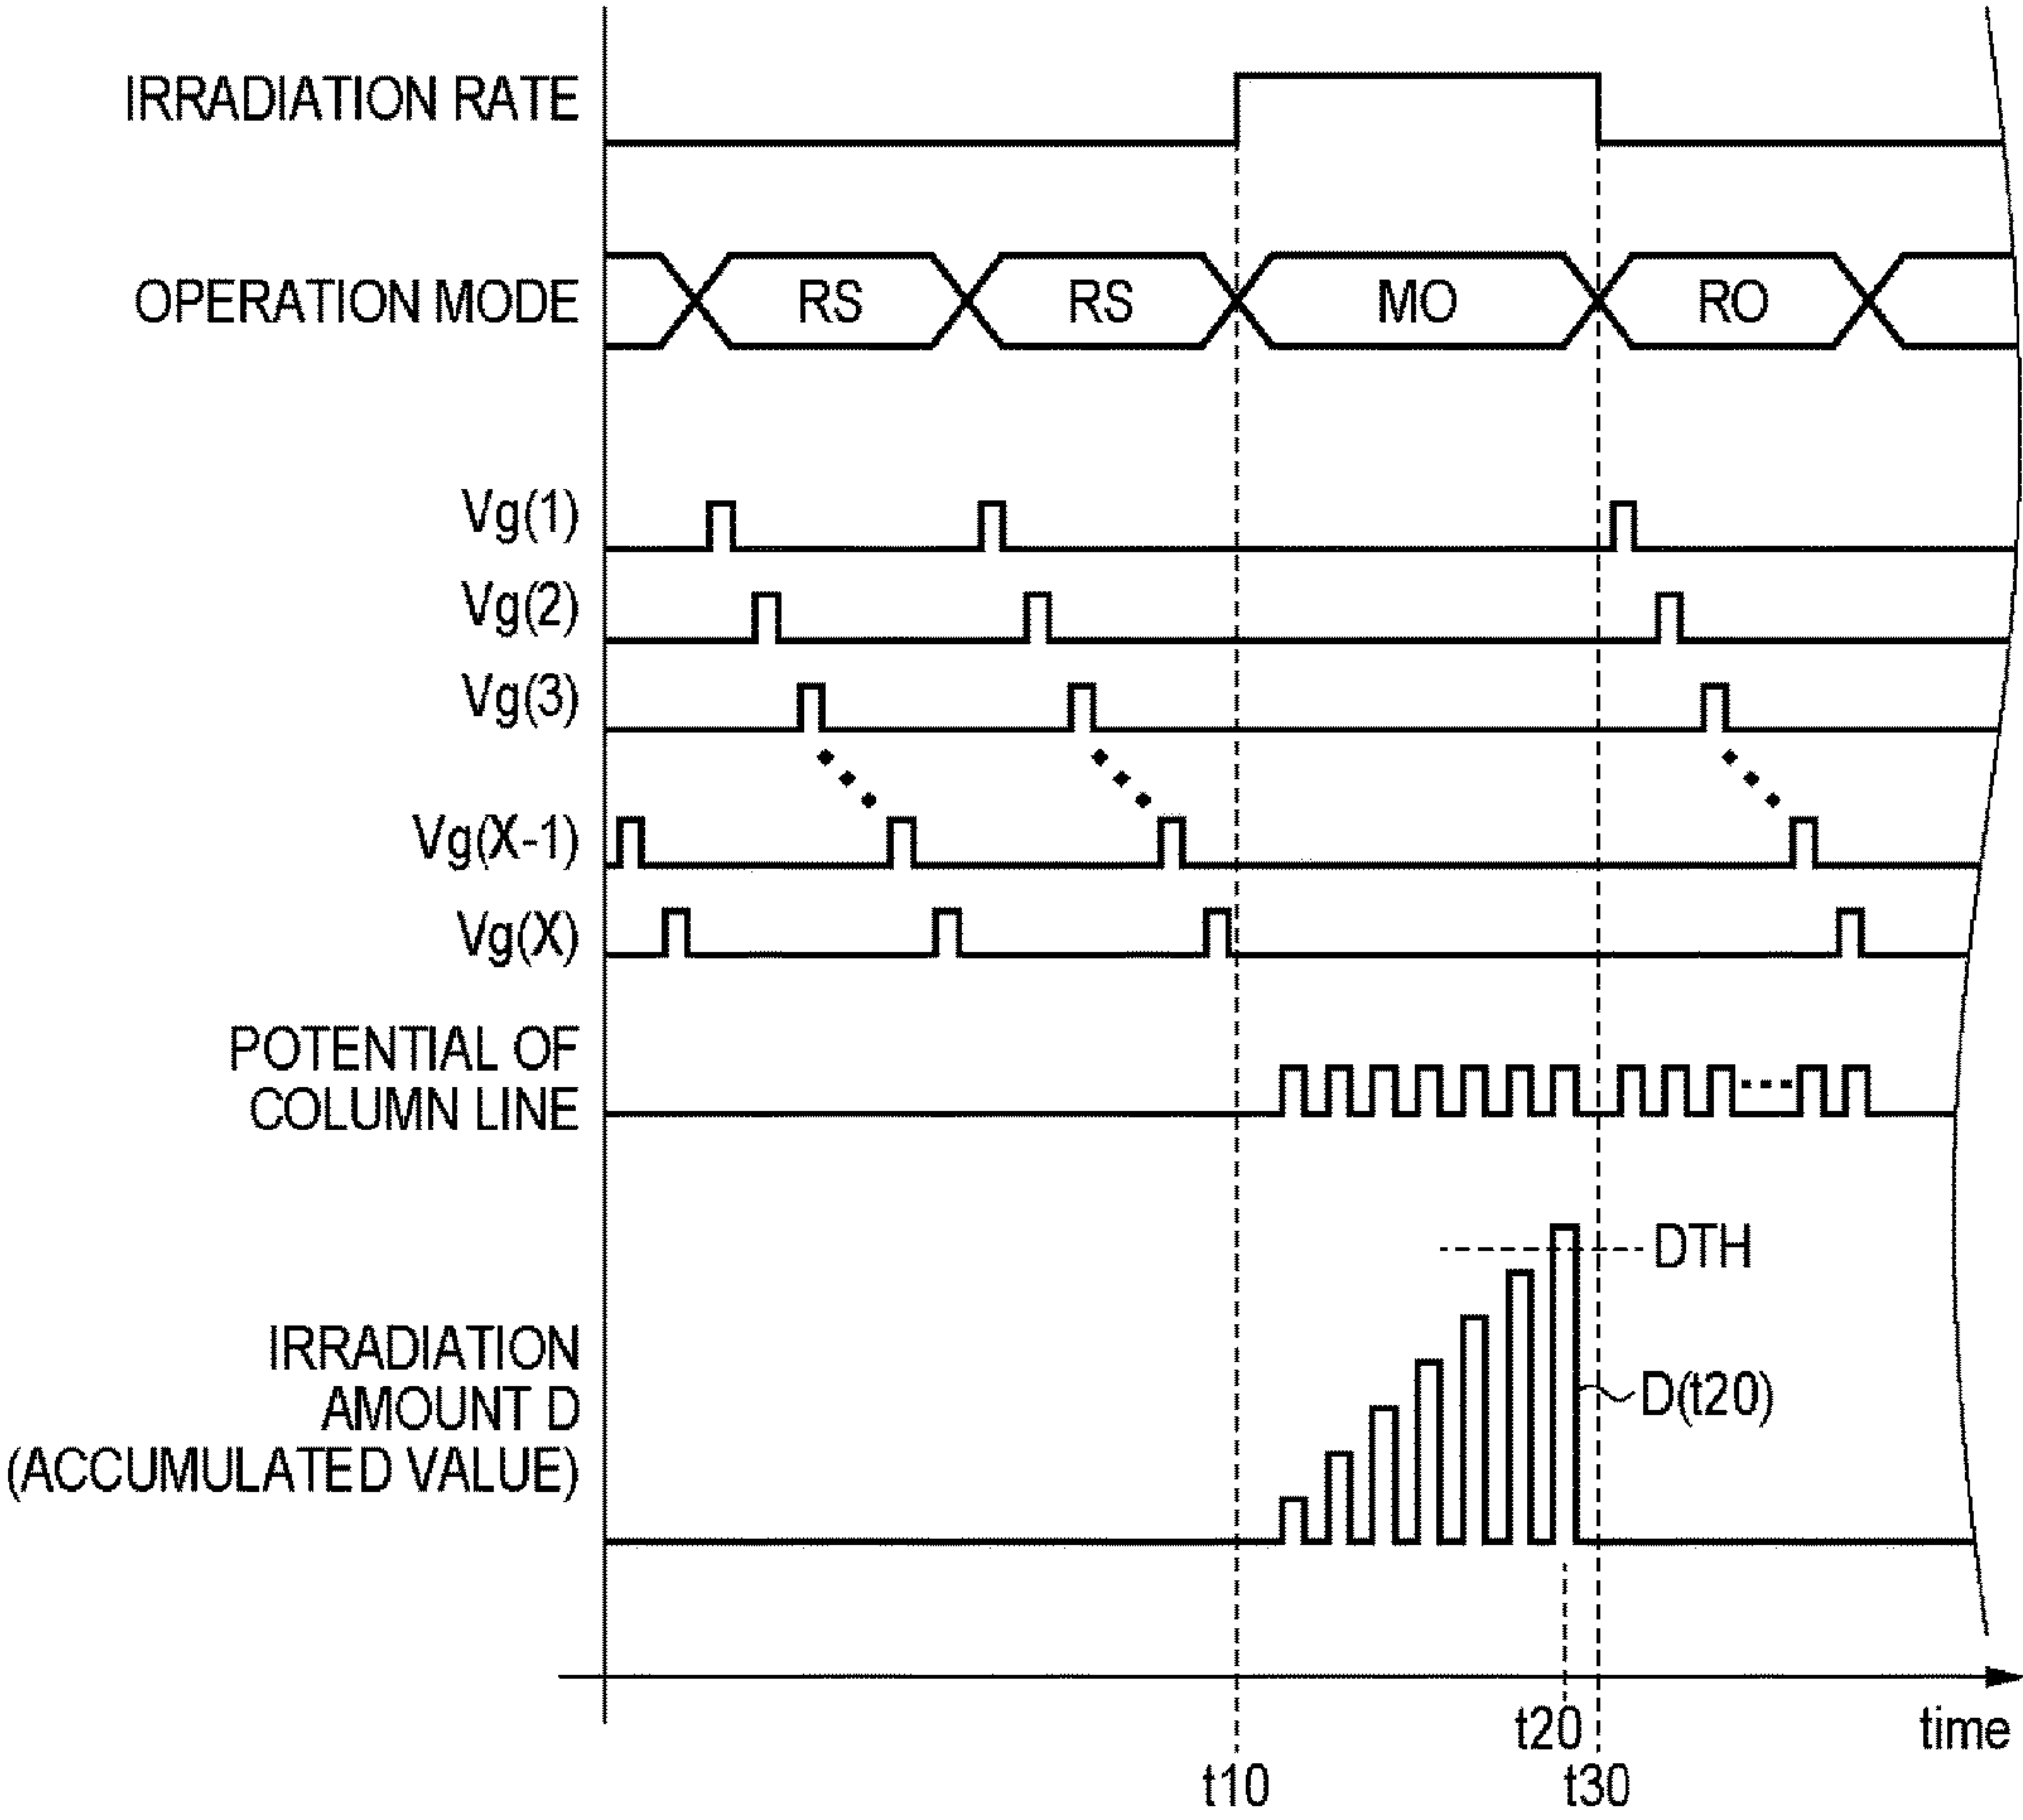 IRRADIATION RATE
OPERATION MODE
RS
RS
MO
RO
Vg(1)
Vg(2)
Vg(3)
Vg(X-1)
Vg(X)
POTENTIAL OF
COLUMN LINE
DTH
IRRADIATION
AMOUNT D
(ACCUMULATED VALUE)
D(t20)
t20
time
t10
t30